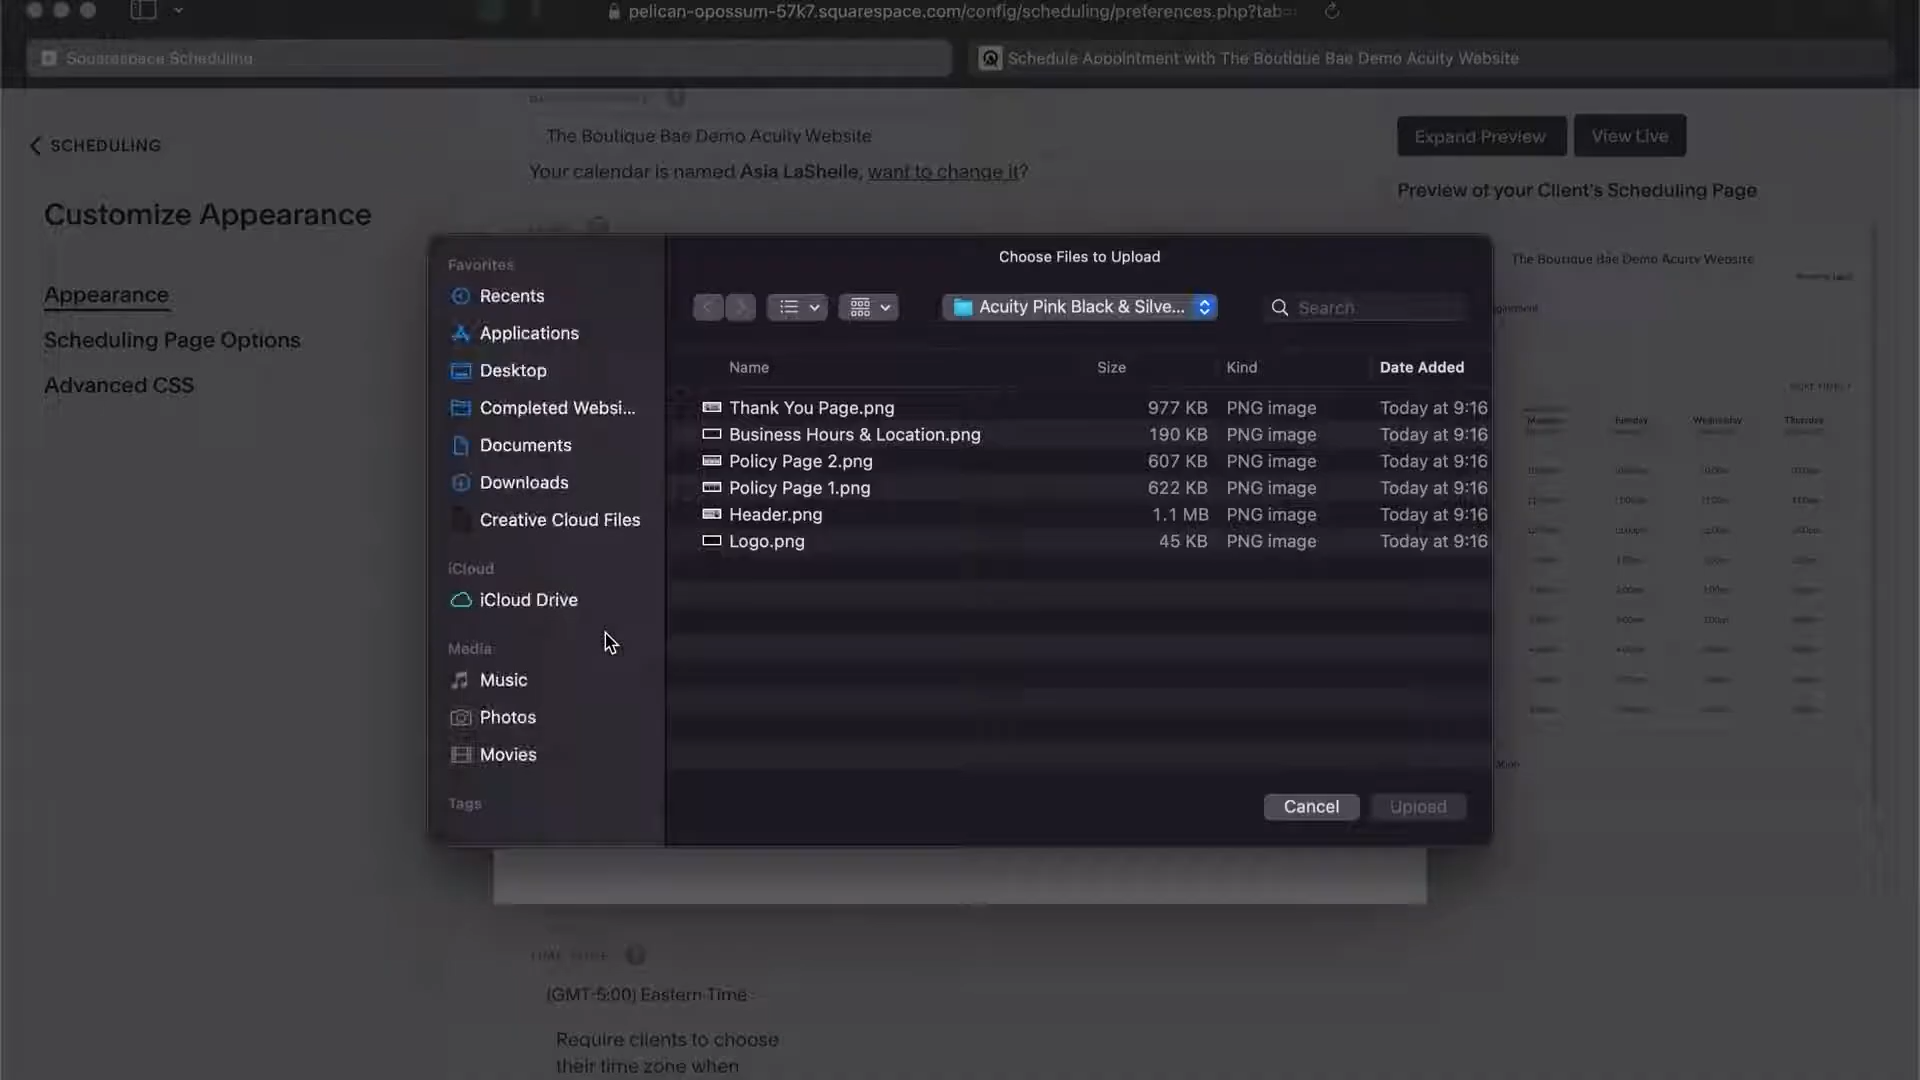 pelican-opossum-57k7.squarespace.com/config/scheduling/preferences.php?tab=
Squarespace Scheduling
Schedule Appointment with The Boutique Bae Demo Acuity Website
SCHEDULING
The Boutique Bae Demo Acuity Website
Your calendar is named Asia LaShelle, want to change it?
Expand Preview
View Live
Preview of your Client's Scheduling Page
Customize Appearance
Appearance
Scheduling Page Options
Advanced CSS
Favorites
Recents
Applications
Desktop
Completed Websi...
Documents
Downloads
Creative Cloud Files
iCloud
iCloud Drive
Media
Music
Photos
Movies
Tags
Choose Files to Upload
Acuity Pink Black & Silve...
Search
Name Size Kind Date Added
Thank You Page.png 977 KB PNG image Today at 9:16
Business Hours & Location.png 190 KB PNG image Today at 9:16
Policy Page 2.png 607 KB PNG image Today at 9:16
Policy Page 1.png 622 KB PNG image Today at 9:16
Header.png 1.1 MB PNG image Today at 9:16
Logo.png 45 KB PNG image Today at 9:16
Cancel
Upload
The Boutique Bae Demo Acuity Website
Monday Tuesday Wednesday Thursday
TIME ZONE
(GMT-5:00) Eastern Time
Require clients to choose
their time zone when